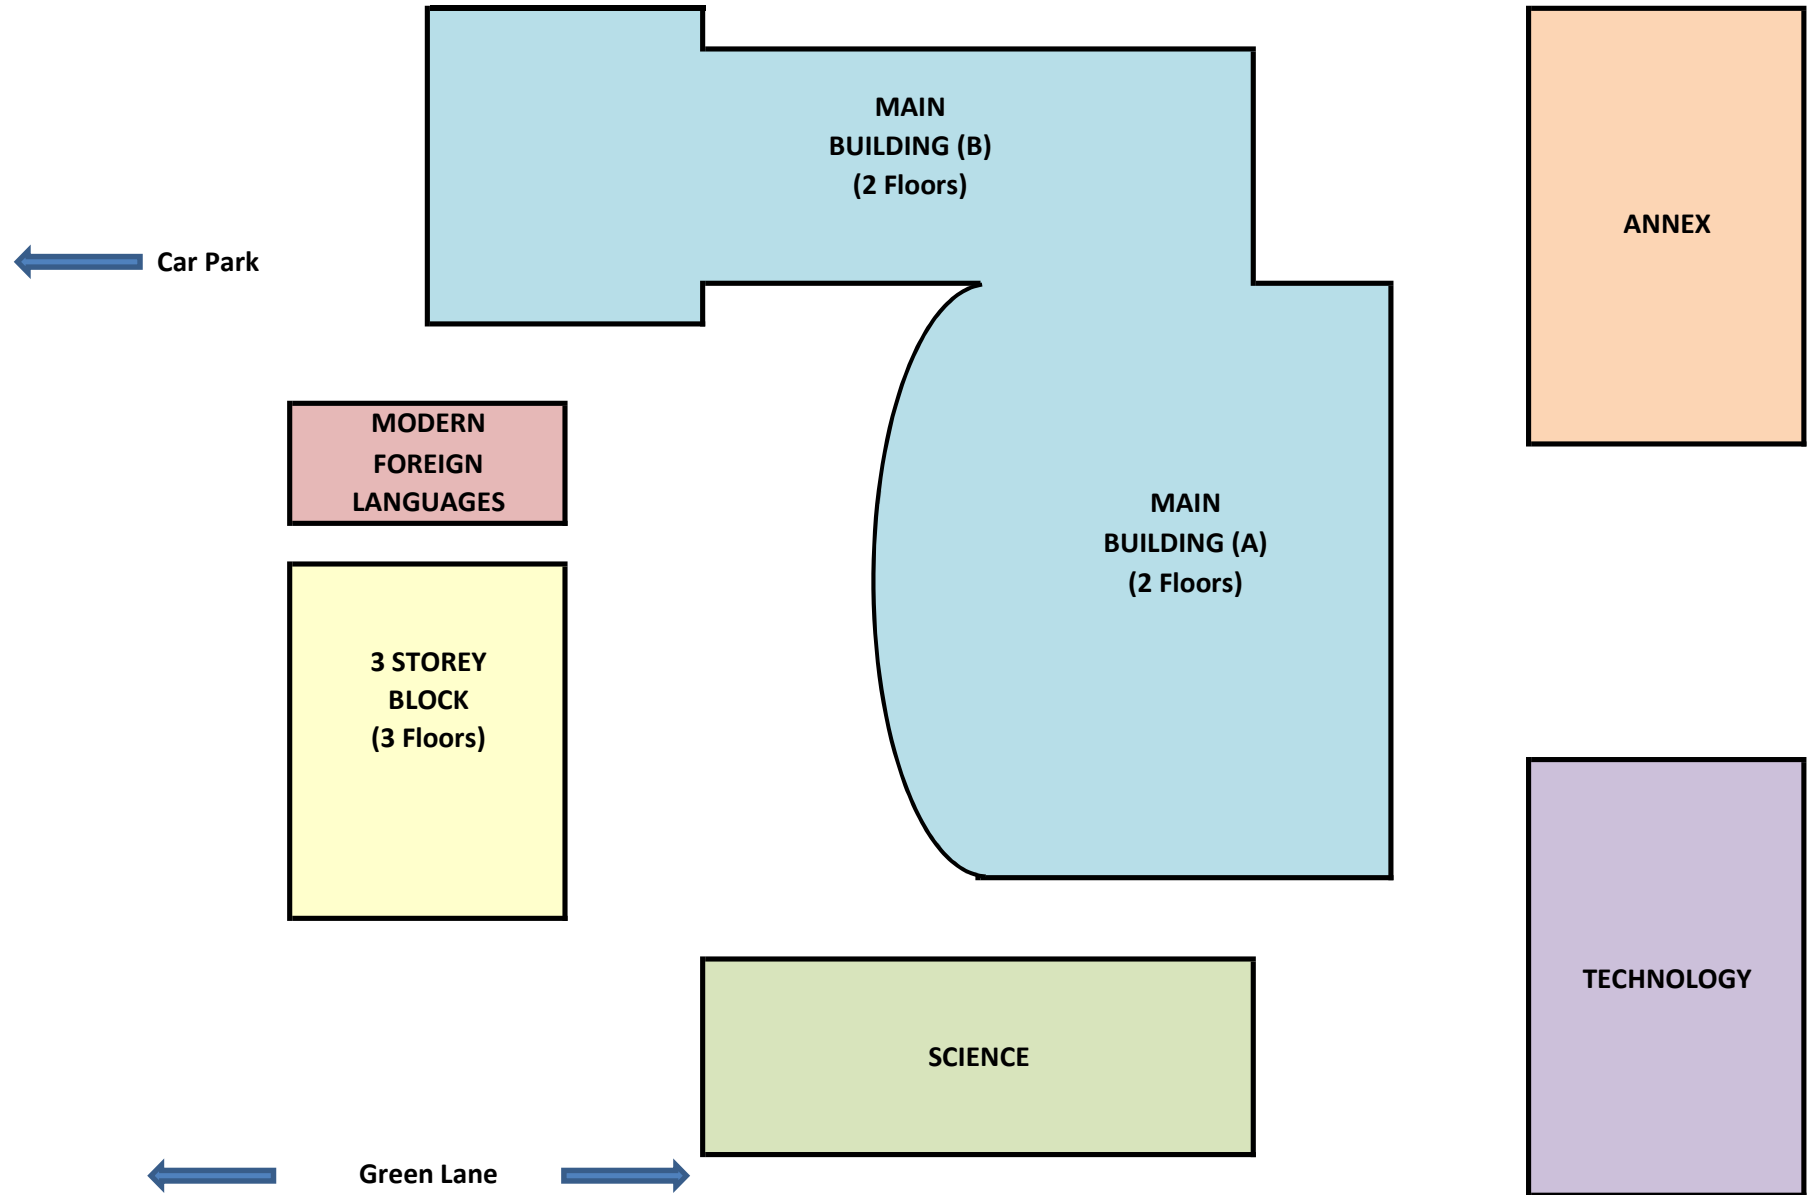 MAIN
BUILDING (B)
(2 Floors)
ANNEX
Car Park
MODERN
FOREIGN
LANGUAGES
MAIN
BUILDING (A)
(2 Floors)
3 STOREY
BLOCK
(3 Floors)
TECHNOLOGY
SCIENCE
Green Lane